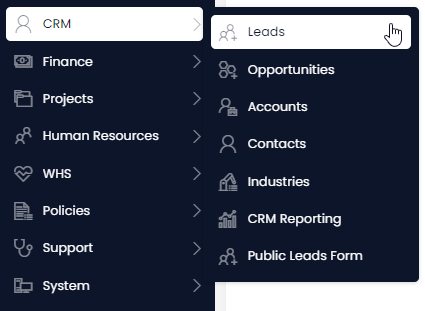 CRM
Finance
Projects
Human Resources
WHS
Policies
Support
System
Leads
Opportunities
Accounts
Contacts
Industries
CRM Reporting
Public Leads Form